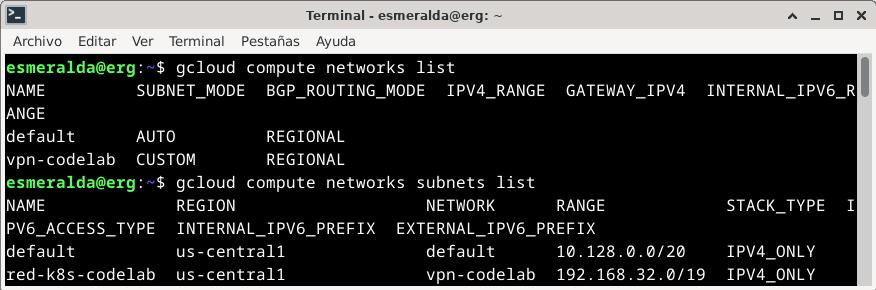 Terminal - esmeralda@erg: ~
Archivo Editar Ver Terminal Pestañas Ayuda
esmeralda@erg:~$ gcloud compute networks list
NAME         SUBNET_MODE  BGP_ROUTING_MODE  IPV4_RANGE  GATEWAY_IPV4  INTERNAL_IPV6_R
ANGE
default      AUTO         REGIONAL
vpn-codelab  CUSTOM       REGIONAL
esmeralda@erg:~$ gcloud compute networks subnets list
NAME             REGION                   NETWORK      RANGE            STACK_TYPE  I
PV6_ACCESS_TYPE  INTERNAL_IPV6_PREFIX  EXTERNAL_IPV6_PREFIX
default          us-central1              default      10.128.0.0/20    IPV4_ONLY
red-k8s-codelab  us-central1              vpn-codelab  192.168.32.0/19  IPV4_ONLY